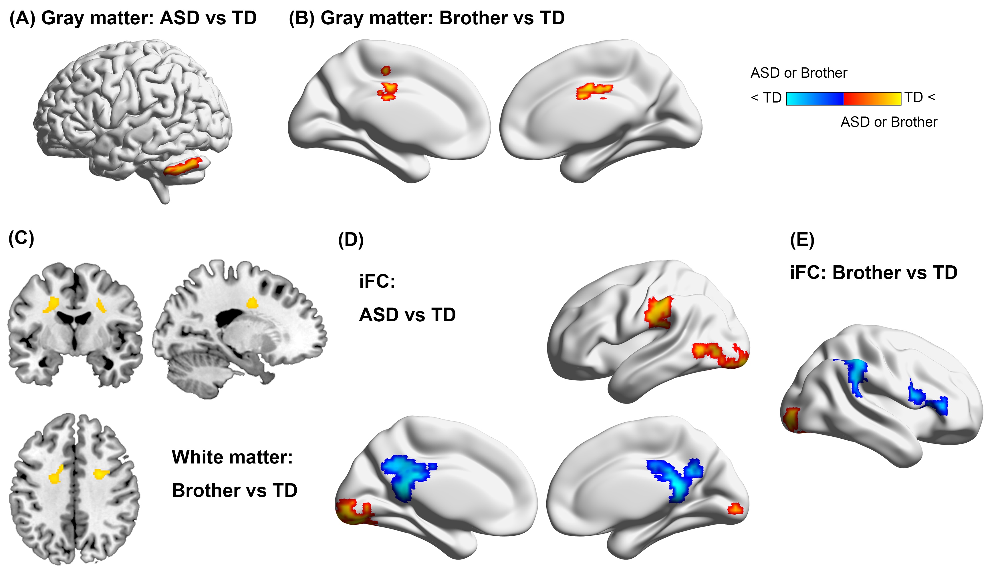 (A) Gray matter: ASD vs TD
(B) Gray matter: Brother vs TD
ASD or Brother
< TD
TD <
ASD or Brother
(C)
White matter:
Brother vs TD
(D)
iFC:
ASD vs TD
(E)
iFC: Brother vs TD